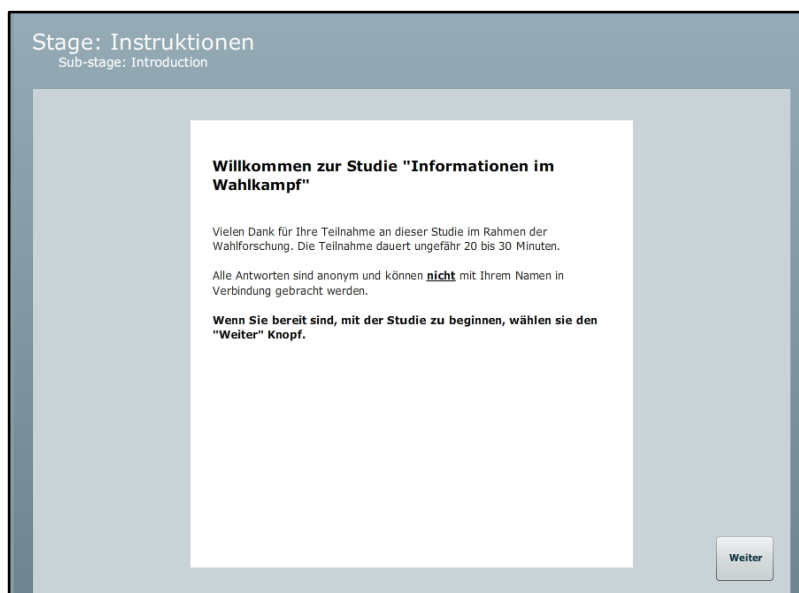 Stage: Instruktionen
Sub-stage: Introduction
Willkommen zur Studie "Informationen im
Wahlkampf"
Vielen Dank für Ihre Teilnahme an dieser Studie im Rahmen der
Wahlforschung. Die Teilnahme dauert ungefähr 20 bis 30 Minuten.
Alle Antworten sind anonym und können nicht mit Ihrem Namen in
Verbindung gebracht werden.
Wenn Sie bereit sind, mit der Studie zu beginnen, wählen sie den
"Weiter" Knopf.
Weiter